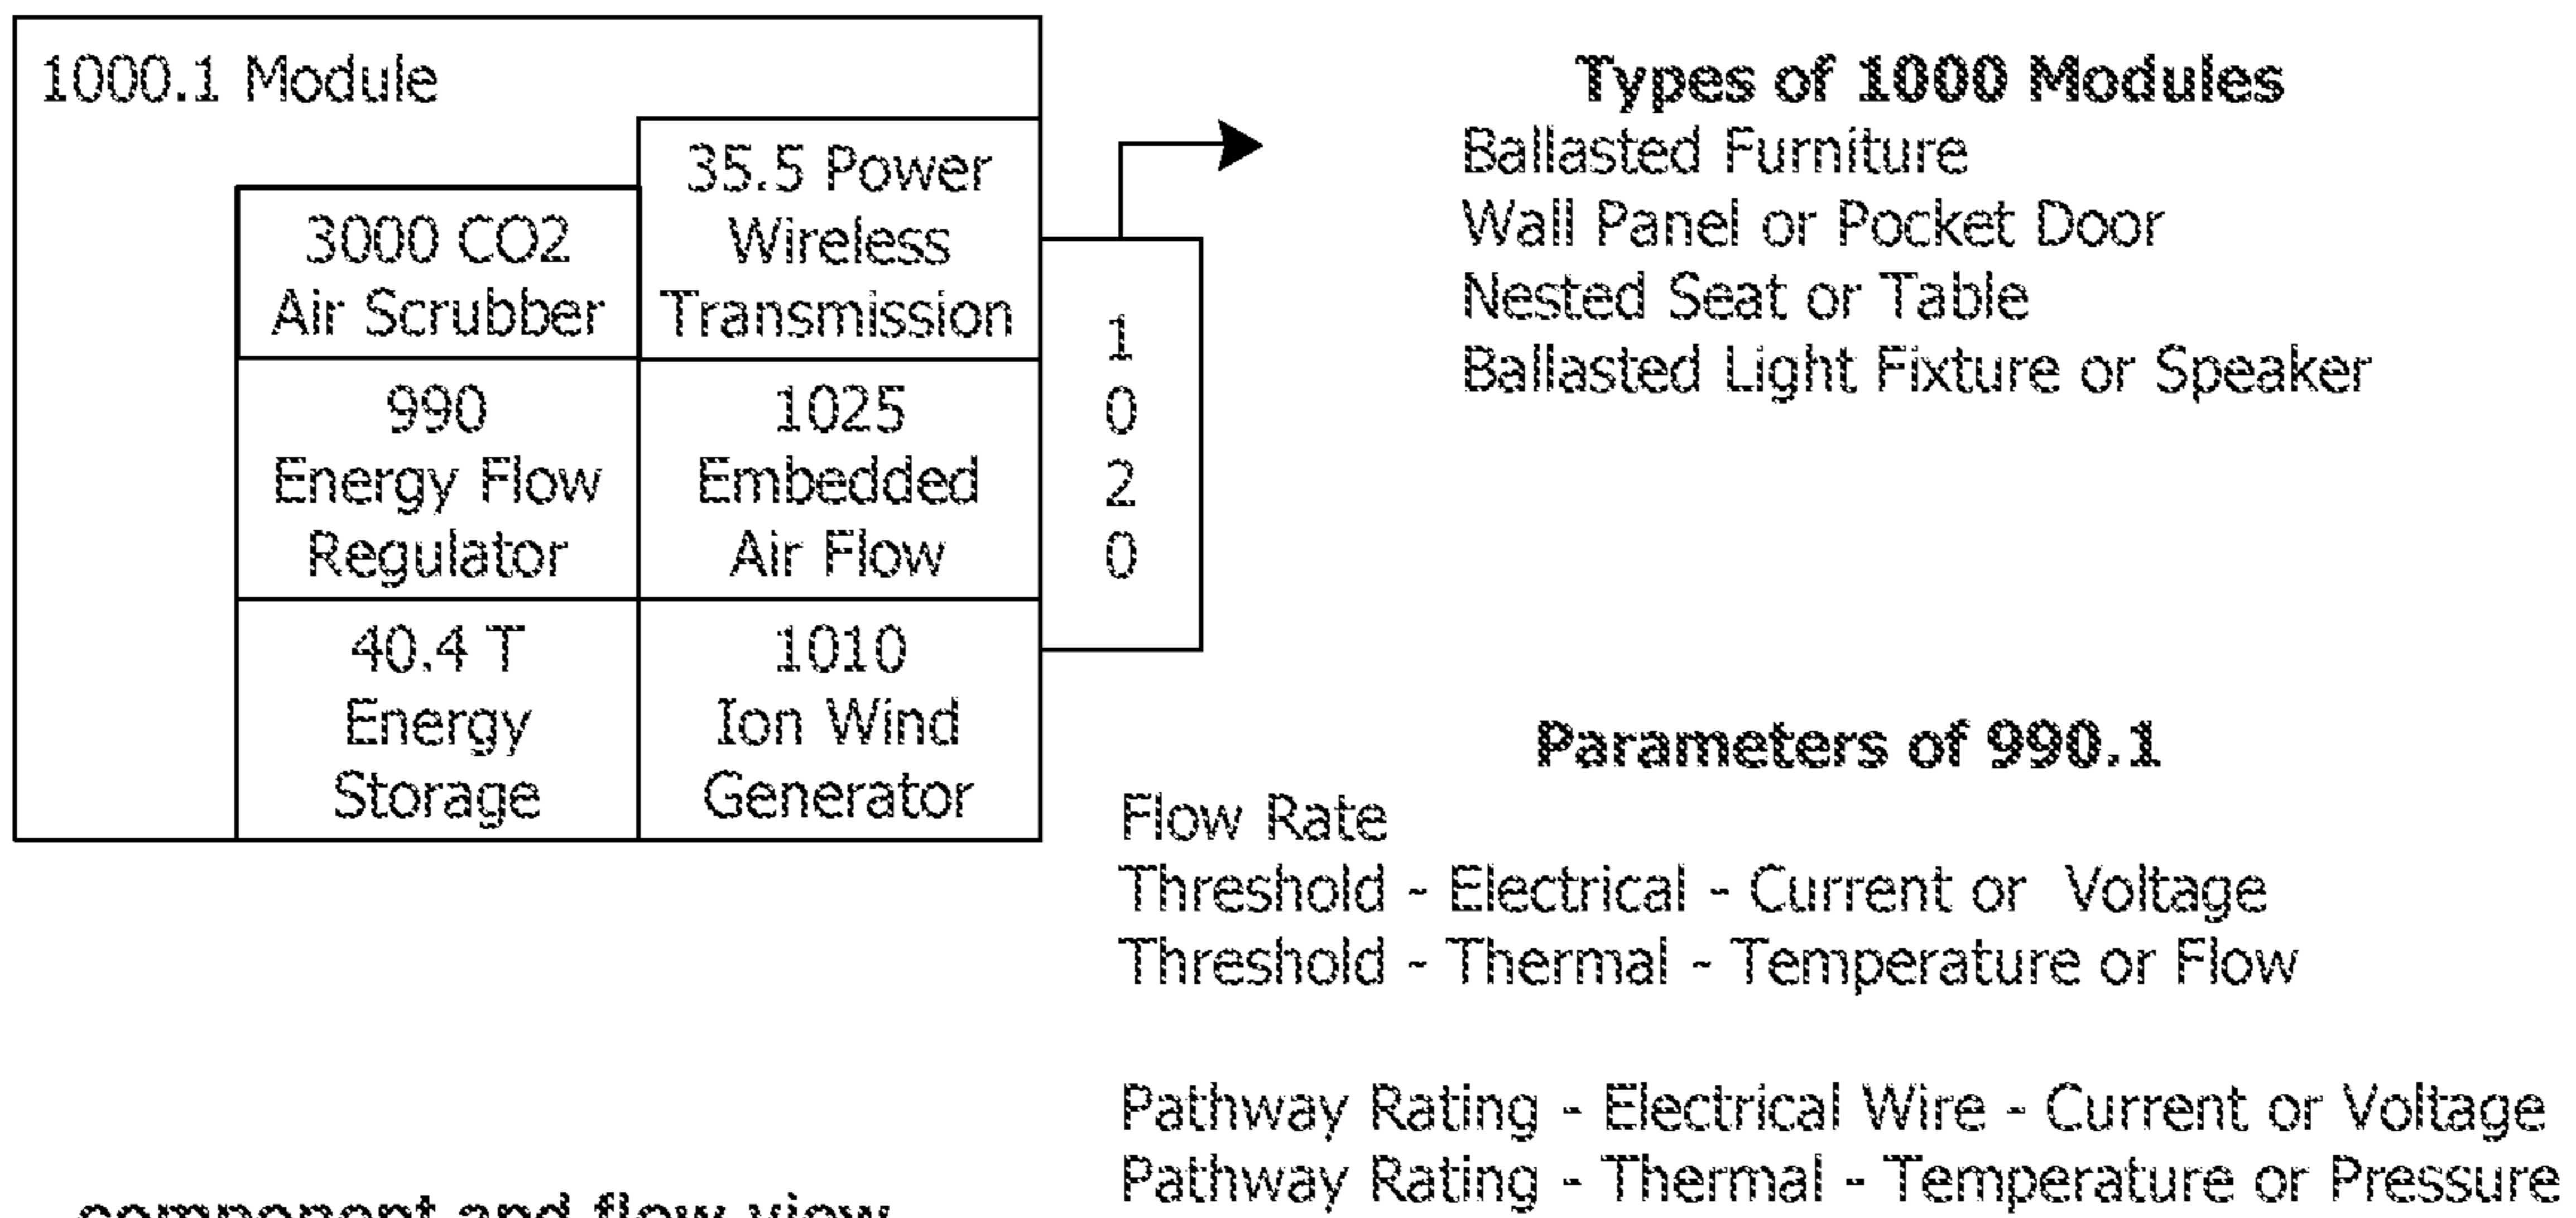 1000.1 Module
35.5 Power
Wireless
Transmission
3000 CO2
Air Scrubber
990
Energy Flow
Regulator
1025
Embedded
Air Flow
40.4 T
Energy
Storage
1010
Ion Wind
Generator
1
0
2
0
Types of 1000 Modules
Ballasted Furniture
Wall Panel or Pocket Door
Nested Seat or Table
Ballasted Light Fixture or Speaker
Parameters of 990.1
Flow Rate
Threshold - Electrical - Current or Voltage
Threshold - Thermal - Temperature or Flow
Pathway Rating - Electrical Wire - Current or Voltage
Pathway Rating - Thermal - Temperature or Pressure
component and flow view